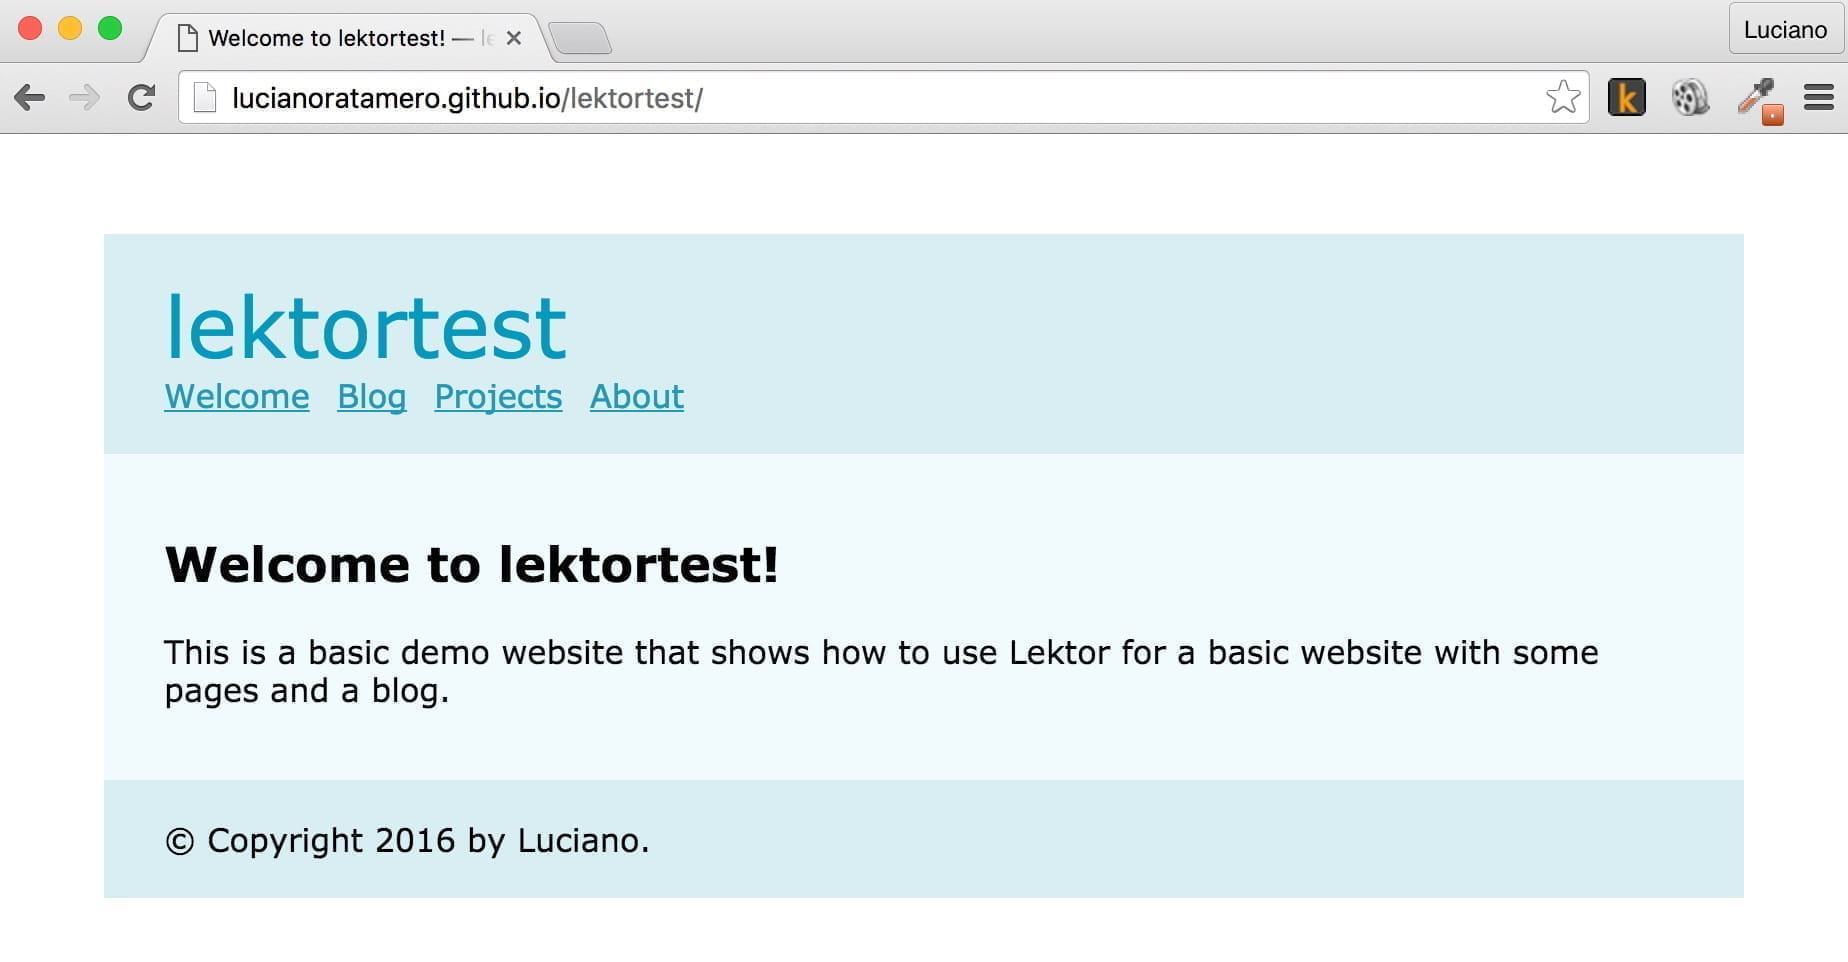 Welcome to lektortest! — le
Luciano
lucianoratamero.github.io/lektortest/
k
lektortest
Welcome Blog Projects About
Welcome to lektortest!
This is a basic demo website that shows how to use Lektor for a basic website with some
pages and a blog.
© Copyright 2016 by Luciano.